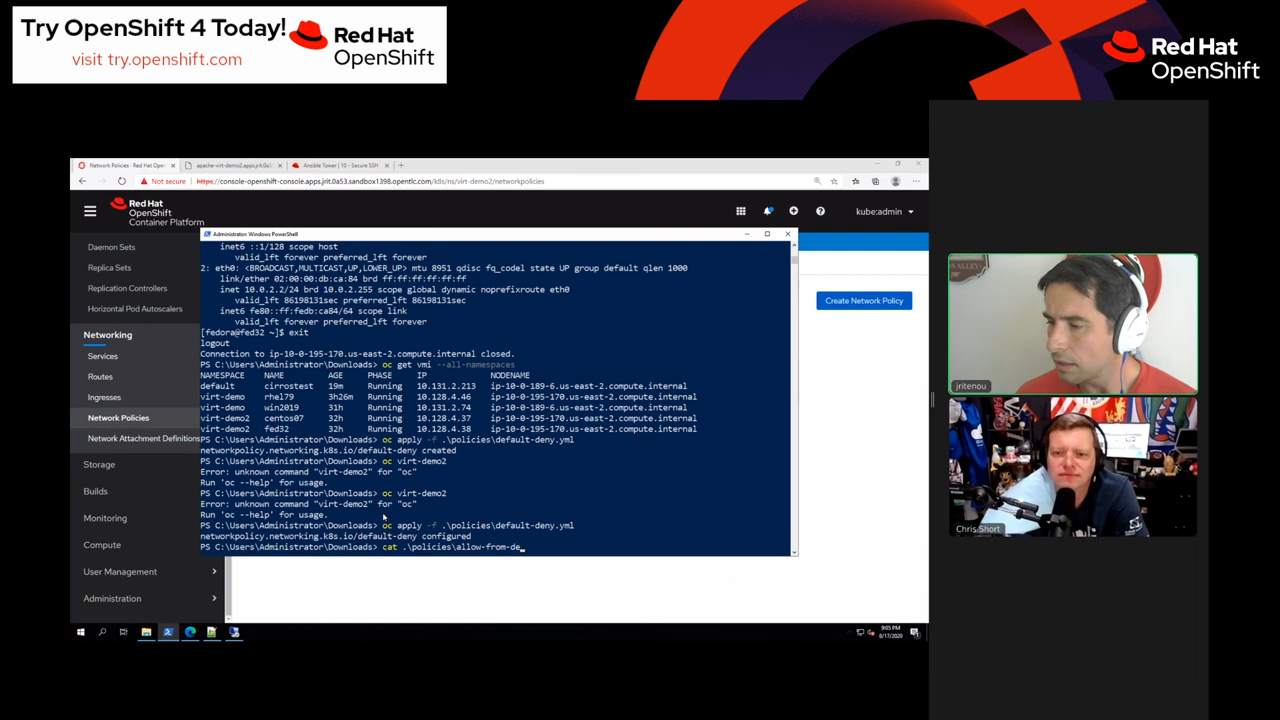 Try OpenShift 4 Today!
visit try.openshift.com
Red Hat
OpenShift
Red Hat
OpenShift
Network Policies · Red Hat Open
apache-virt-demo2.apps.jrit.0a5
Ansible Tower | 10 - Secure SSH
Not secure
https://console-openshift-console.apps.jrit.0a53.sandbox1398.opentlc.com/k8s/ns/virt-demo2/networkpolicies
Red Hat
OpenShift
Container Platform
kube:admin
Daemon Sets
Replica Sets
Replication Controllers
Horizontal Pod Autoscalers
Networking
Services
Routes
Ingresses
Network Policies
Network Attachment Definitions
Storage
Builds
Monitoring
Compute
User Management
Administration
Create Network Policy
Administrator: Windows PowerShell
inet6 ::1/128 scope host
valid_lft forever preferred_lft forever
2: eth0: <BROADCAST,MULTICAST,UP,LOWER_UP> mtu 8951 qdisc fq_codel state UP group default qlen 1000
link/ether 02:00:00:db:ca:84 brd ff:ff:ff:ff:ff:ff
inet 10.0.2.2/24 brd 10.0.2.255 scope global dynamic noprefixroute eth0
valid_lft 86198131sec preferred_lft 86198131sec
inet6 fe80::ff:fedb:ca84/64 scope link
valid_lft forever preferred_lft forever
[fedora@fed32 ~]$ exit
logout
Connection to ip-10-0-195-170.us-east-2.compute.internal closed.
PS C:\Users\Administrator\Downloads> oc get vmi --all-namespaces
NAMESPACE NAME AGE PHASE IP NODENAME
default cirrostest 19m Running 10.131.2.213 ip-10-0-189-6.us-east-2.compute.internal
virt-demo rhel79 3h26m Running 10.128.4.46 ip-10-0-195-170.us-east-2.compute.internal
virt-demo win2019 31h Running 10.131.2.74 ip-10-0-189-6.us-east-2.compute.internal
virt-demo2 centos07 32h Running 10.128.4.37 ip-10-0-195-170.us-east-2.compute.internal
virt-demo2 fed32 32h Running 10.128.4.38 ip-10-0-195-170.us-east-2.compute.internal
PS C:\Users\Administrator\Downloads> oc apply -f .\policies\default-deny.yml
networkpolicy.networking.k8s.io/default-deny created
PS C:\Users\Administrator\Downloads> oc virt-demo2
Error: unknown command "virt-demo2" for "oc"
Run 'oc --help' for usage.
PS C:\Users\Administrator\Downloads> oc virt-demo2
Error: unknown command "virt-demo2" for "oc"
Run 'oc --help' for usage.
PS C:\Users\Administrator\Downloads> oc apply -f .\policies\default-deny.yml
networkpolicy.networking.k8s.io/default-deny configured
PS C:\Users\Administrator\Downloads> cat .\policies\allow-from-de_
9:05 PM
8/17/2020
jritenou
Chris Short